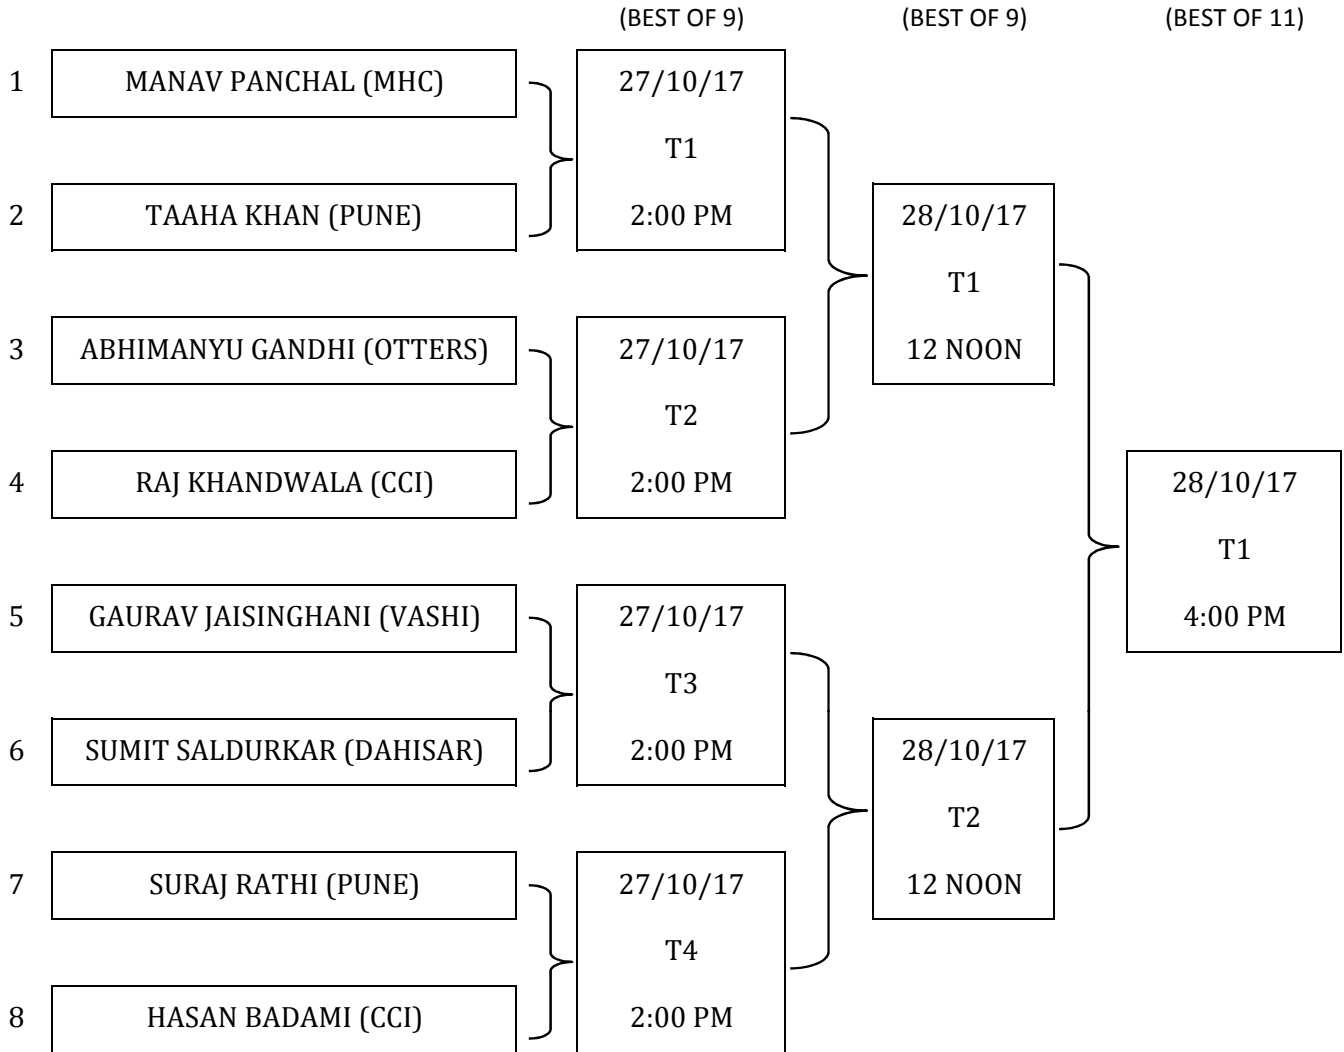 (BEST OF 9) (BEST OF 9) (BEST OF 11)
1 MANAV PANCHAL (MHC) 27/10/17
T1
2 TAAHA KHAN (PUNE) 2:00 PM 28/10/17
T1
3 ABHIMANYU GANDHI (OTTERS) 27/10/17 12 NOON
T2
4 RAJ KHANDWALA (CCI) 2:00 PM 28/10/17
T1
5 GAURAV JAISINGHANI (VASHI) 27/10/17 4:00 PM
T3
6 SUMIT SALDURKAR (DAHISAR) 2:00 PM 28/10/17
T2
7 SURAJ RATHI (PUNE) 27/10/17 12 NOON
T4
8 HASAN BADAMI (CCI) 2:00 PM